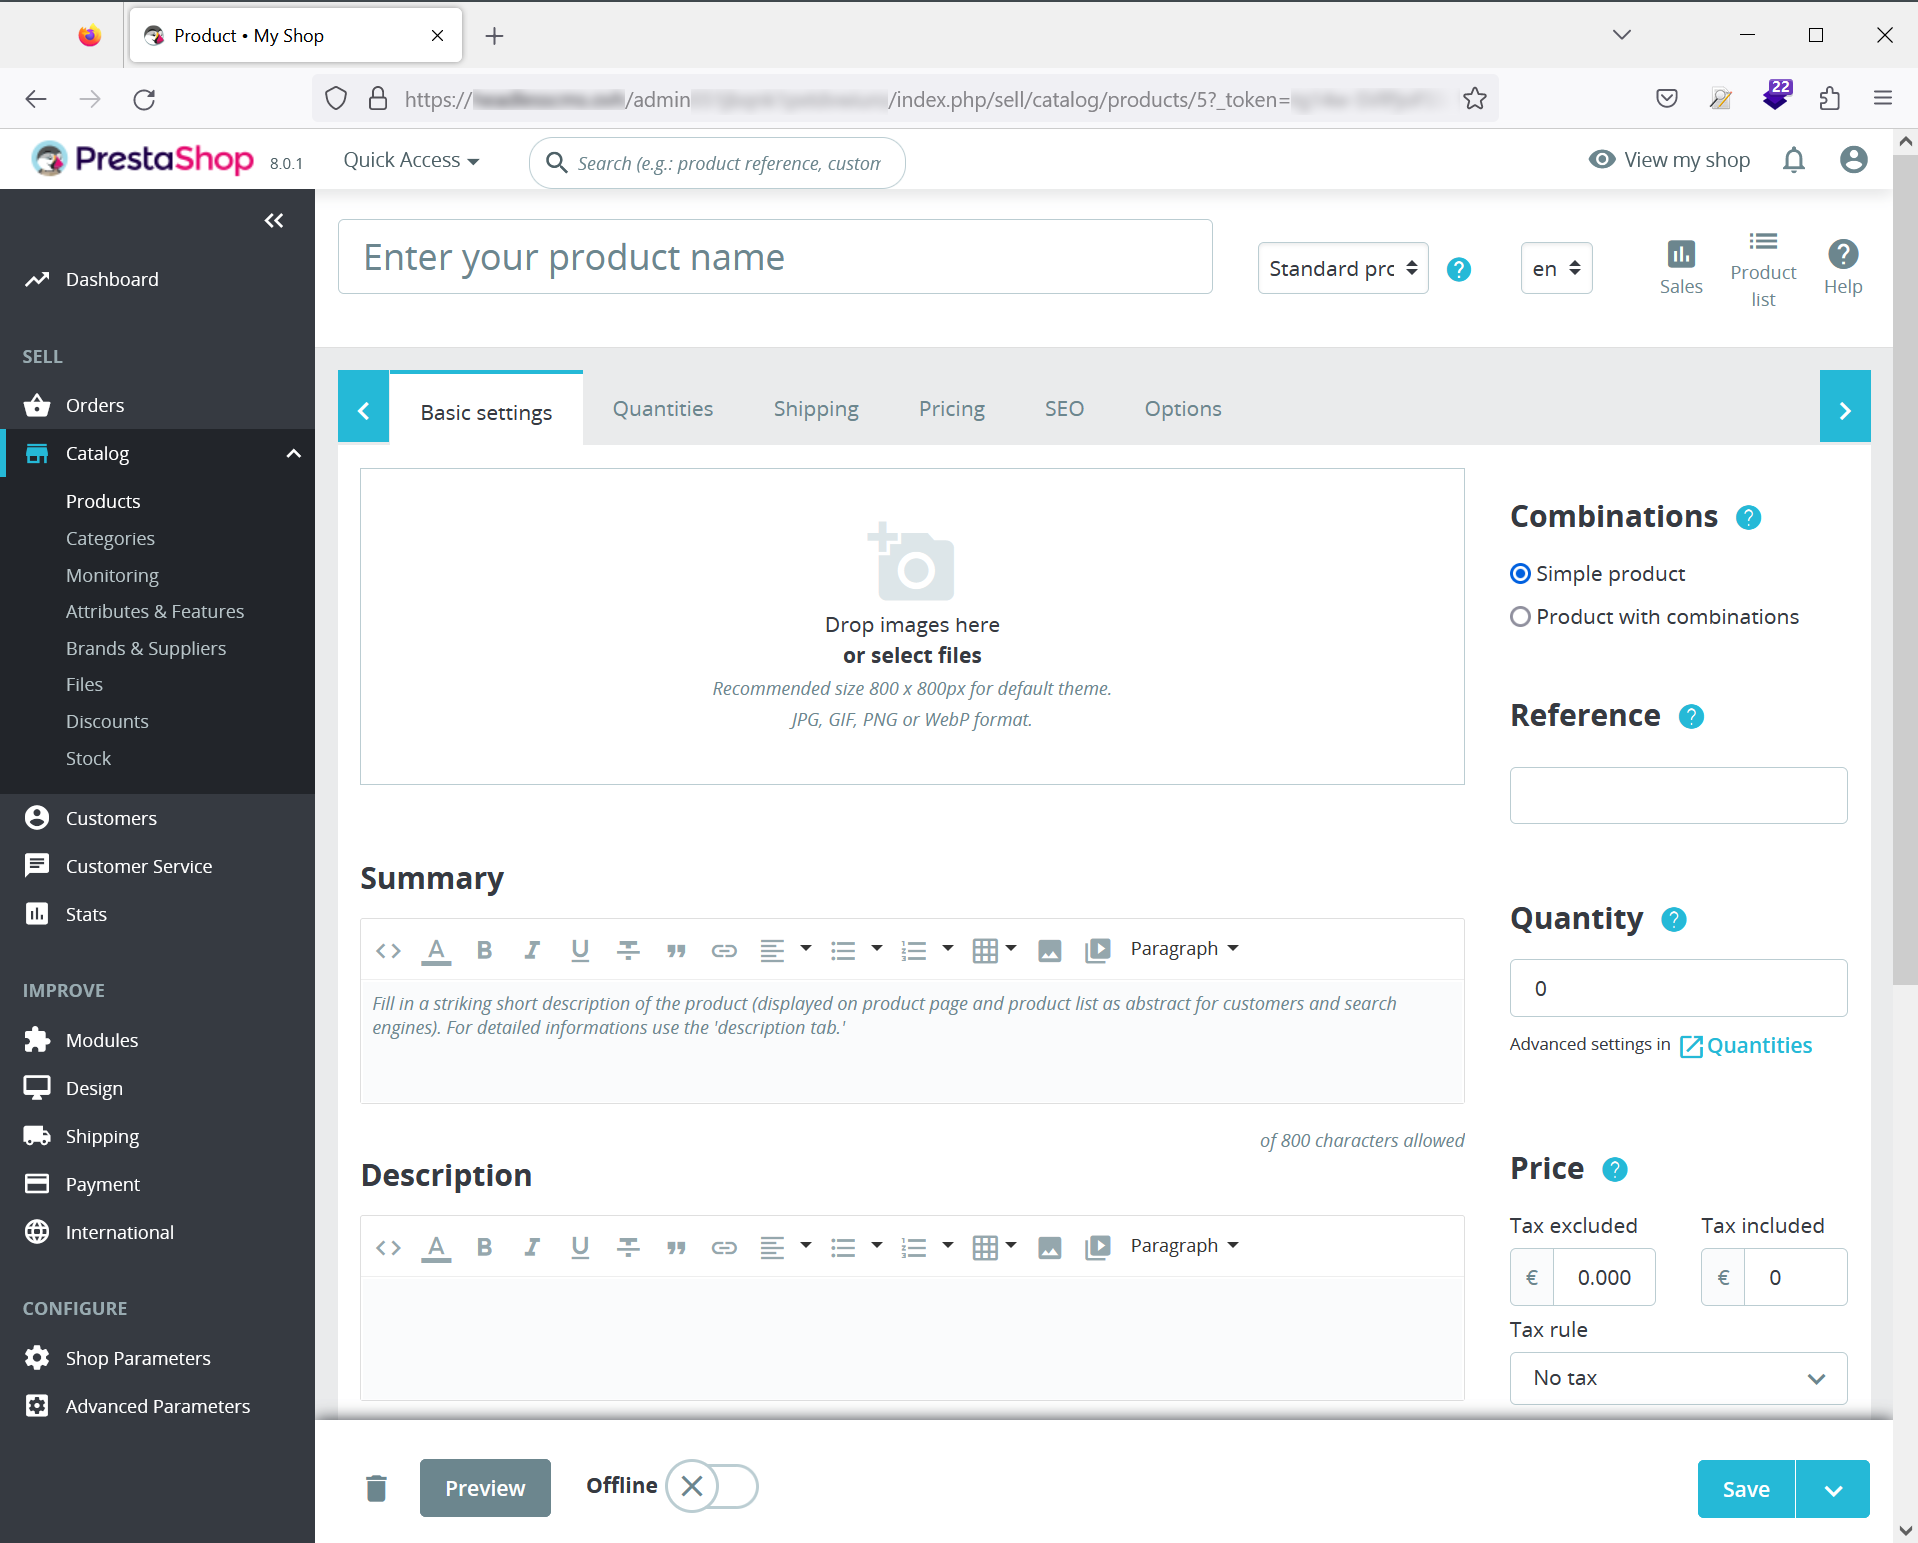 Product • My Shop
https:// /admin /index.php/sell/catalog/products/5?_token=
22
PrestaShop 8.0.1
Quick Access
Search (e.g.: product reference, custom
View my shop
Enter your product name
Standard prc
en
Sales
Product list
Help
Dashboard
SELL
Orders
Catalog
Products
Categories
Monitoring
Attributes & Features
Brands & Suppliers
Files
Discounts
Stock
Customers
Customer Service
Stats
IMPROVE
Modules
Design
Shipping
Payment
International
CONFIGURE
Shop Parameters
Advanced Parameters
Basic settings
Quantities
Shipping
Pricing
SEO
Options
Drop images here
or select files
Recommended size 800 x 800px for default theme.
JPG, GIF, PNG or WebP format.
Summary
Paragraph
Fill in a striking short description of the product (displayed on product page and product list as abstract for customers and search
engines). For detailed informations use the 'description tab.'
of 800 characters allowed
Description
Paragraph
Combinations
Simple product
Product with combinations
Reference
Quantity
0
Advanced settings in Quantities
Price
Tax excluded
Tax included
€ 0.000
€ 0
Tax rule
No tax
Preview
Offline
Save